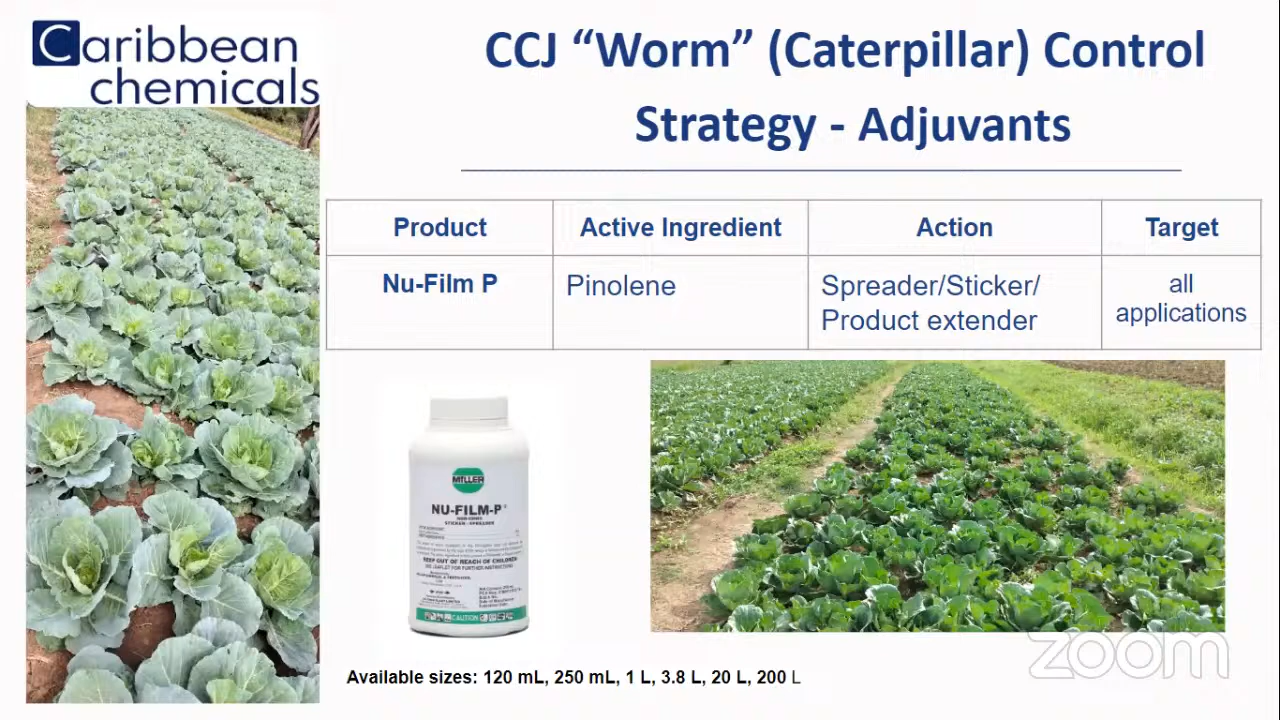 Caribbean
chemicals
CCJ “Worm” (Caterpillar) Control
Strategy - Adjuvants
Product Active Ingredient Action Target
Nu-Film P Pinolene Spreader/Sticker/ all
Product extender applications
MILLER
NU-FILM-P
STICKER - SPREADER
KEEP OUT OF REACH OF CHILDREN
CAUTION
Available sizes: 120 mL, 250 mL, 1 L, 3.8 L, 20 L, 200 L
zoom